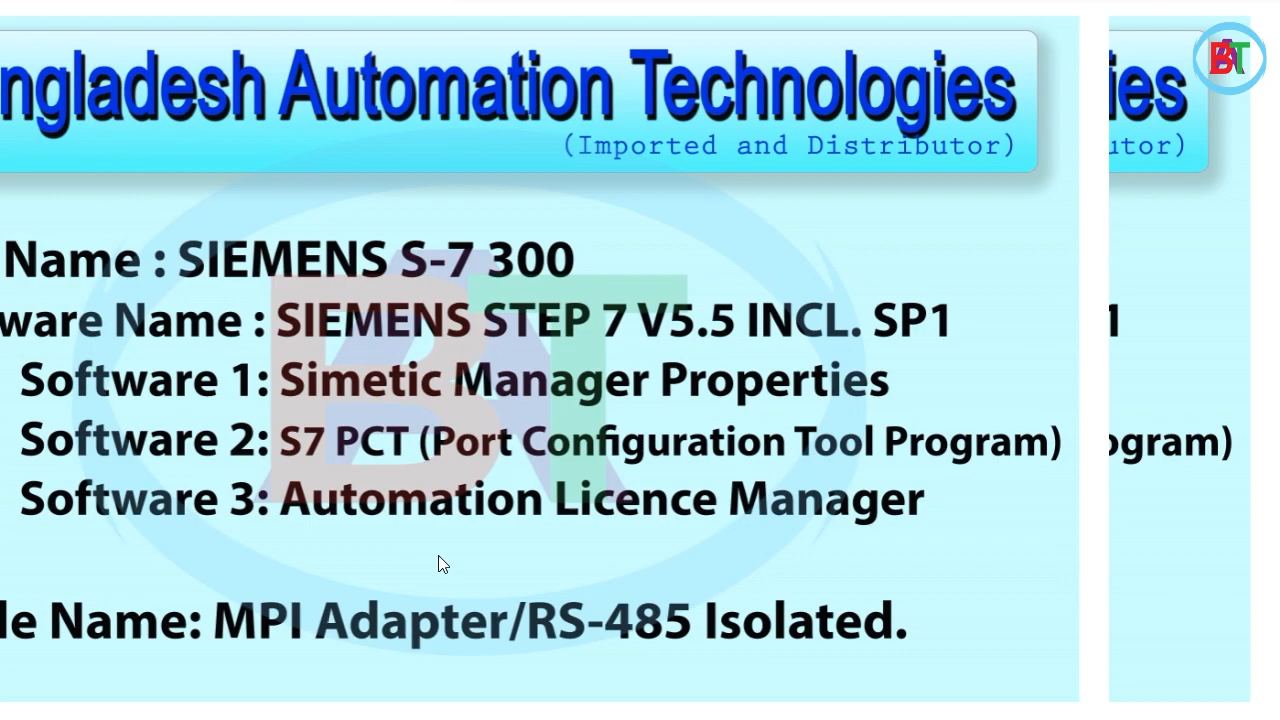 ngladesh Automation Technologies
(Imported and Distributor)
Name : SIEMENS S-7 300
ware Name : SIEMENS STEP 7 V5.5 INCL. SP1
Software 1: Simetic Manager Properties
Software 2: S7 PCT (Port Configuration Tool Program)
Software 3: Automation Licence Manager
le Name: MPI Adapter/RS-485 Isolated.
ies
utor)
1
ogram)
BAT
BAT